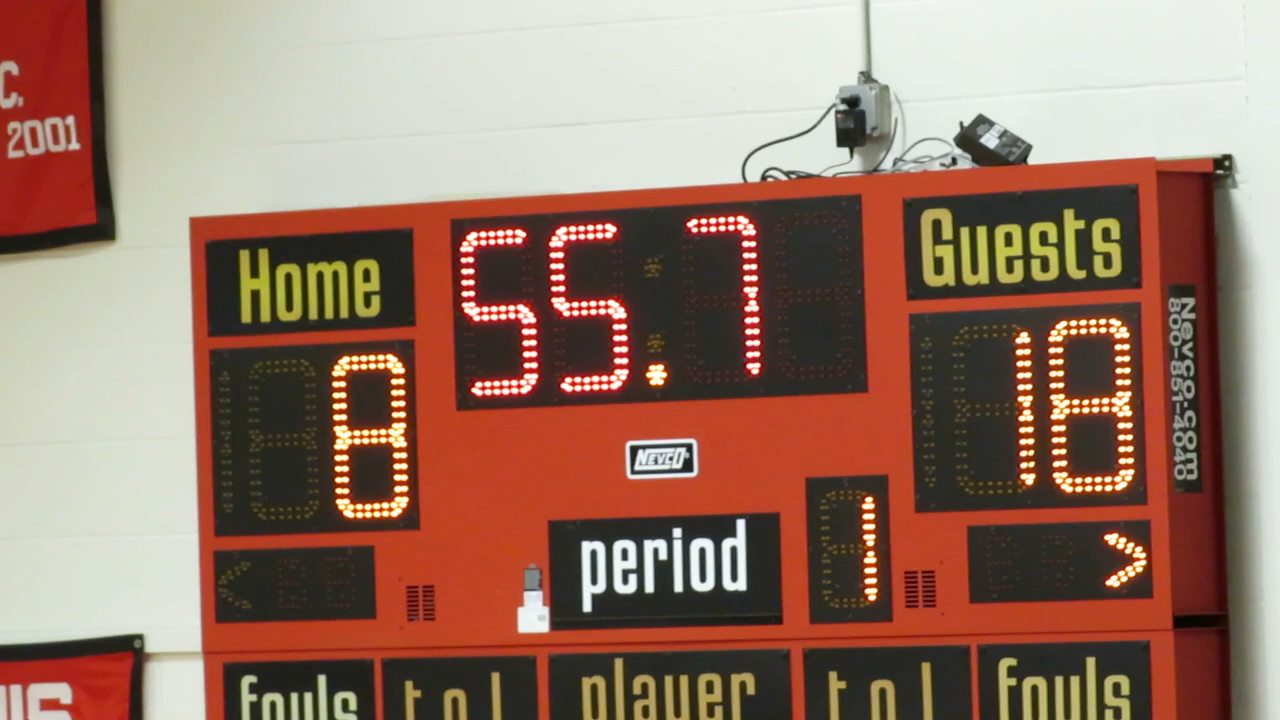 C.
2001
Home
55.7
Guests
8
18
Nevco.com
800-851-4040
NEVCO
period
1
>
fouls
t o l
player
t o l
fouls